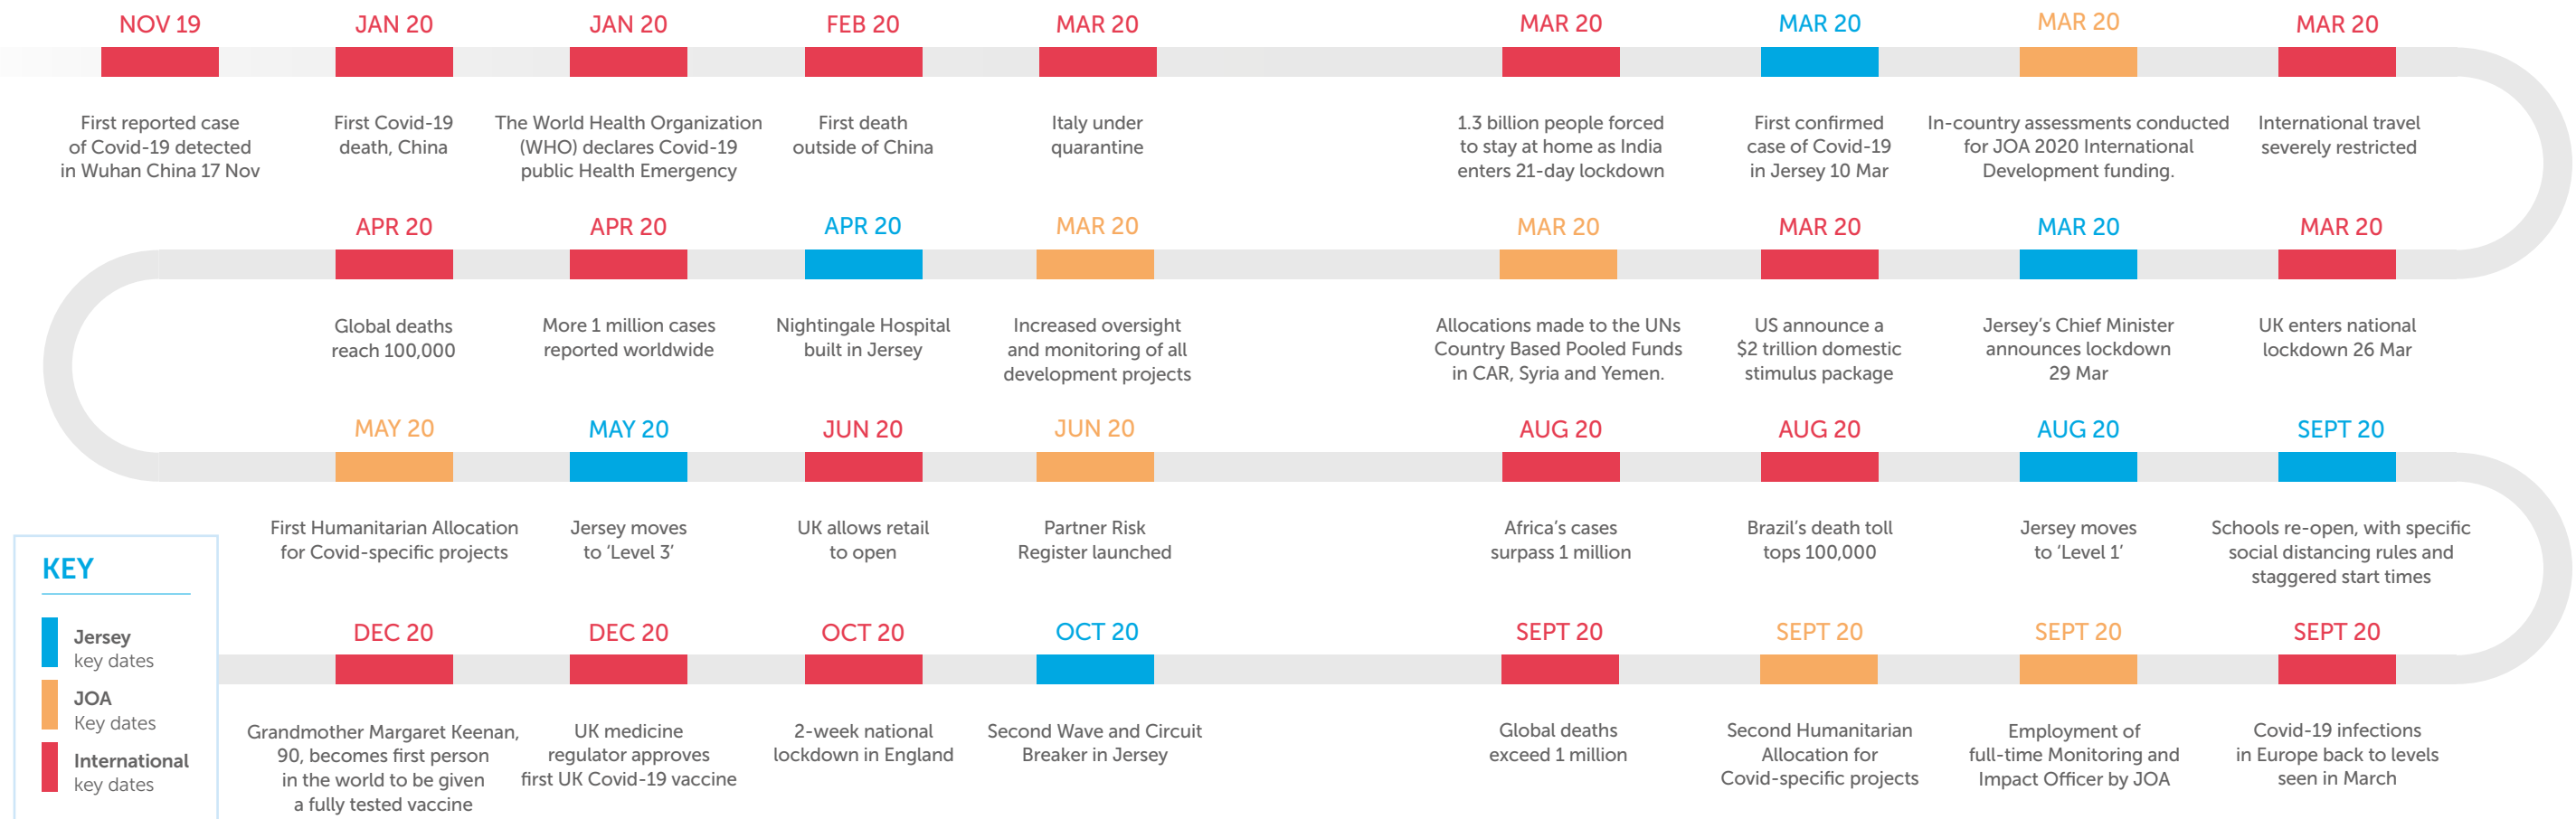 NOV 19
First reported case
of Covid-19 detected
in Wuhan China 17 Nov
JAN 20
First Covid-19
death, China
JAN 20
The World Health Organization
(WHO) declares Covid-19
public Health Emergency
FEB 20
First death
outside of China
MAR 20
Italy under
quarantine
MAR 20
1.3 billion people forced
to stay at home as India
enters 21-day lockdown
MAR 20
First confirmed
case of Covid-19
in Jersey 10 Mar
MAR 20
In-country assessments conducted
for JOA 2020 International
Development funding.
MAR 20
International travel
severely restricted
MAR 20
UK enters national
lockdown 26 Mar
MAR 20
Jersey’s Chief Minister
announces lockdown
29 Mar
MAR 20
US announce a
$2 trillion domestic
stimulus package
MAR 20
Allocations made to the UNs
Country Based Pooled Funds
in CAR, Syria and Yemen.
MAR 20
Increased oversight
and monitoring of all
development projects
APR 20
Nightingale Hospital
built in Jersey
APR 20
More 1 million cases
reported worldwide
APR 20
Global deaths
reach 100,000
MAY 20
First Humanitarian Allocation
for Covid-specific projects
MAY 20
Jersey moves
to ‘Level 3’
JUN 20
UK allows retail
to open
JUN 20
Partner Risk
Register launched
AUG 20
Africa’s cases
surpass 1 million
AUG 20
Brazil’s death toll
tops 100,000
AUG 20
Jersey moves
to ‘Level 1’
SEPT 20
Schools re-open, with specific
social distancing rules and
staggered start times
SEPT 20
Covid-19 infections
in Europe back to levels
seen in March
SEPT 20
Employment of
full-time Monitoring and
Impact Officer by JOA
SEPT 20
Second Humanitarian
Allocation for
Covid-specific projects
SEPT 20
Global deaths
exceed 1 million
OCT 20
Second Wave and Circuit
Breaker in Jersey
OCT 20
2-week national
lockdown in England
DEC 20
UK medicine
regulator approves
first UK Covid-19 vaccine
DEC 20
Grandmother Margaret Keenan,
90, becomes first person
in the world to be given
a fully tested vaccine
KEY
Jersey
key dates
JOA
Key dates
International
key dates